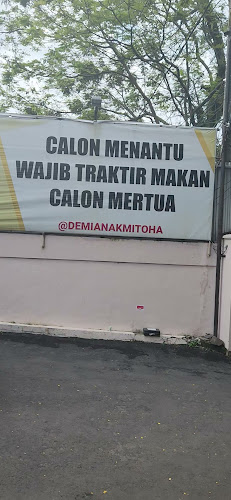 CALON MENANTU
WAJIB TRAKTIR MAKAN
CALON MERTUA
@DEMIANAKMITOHA